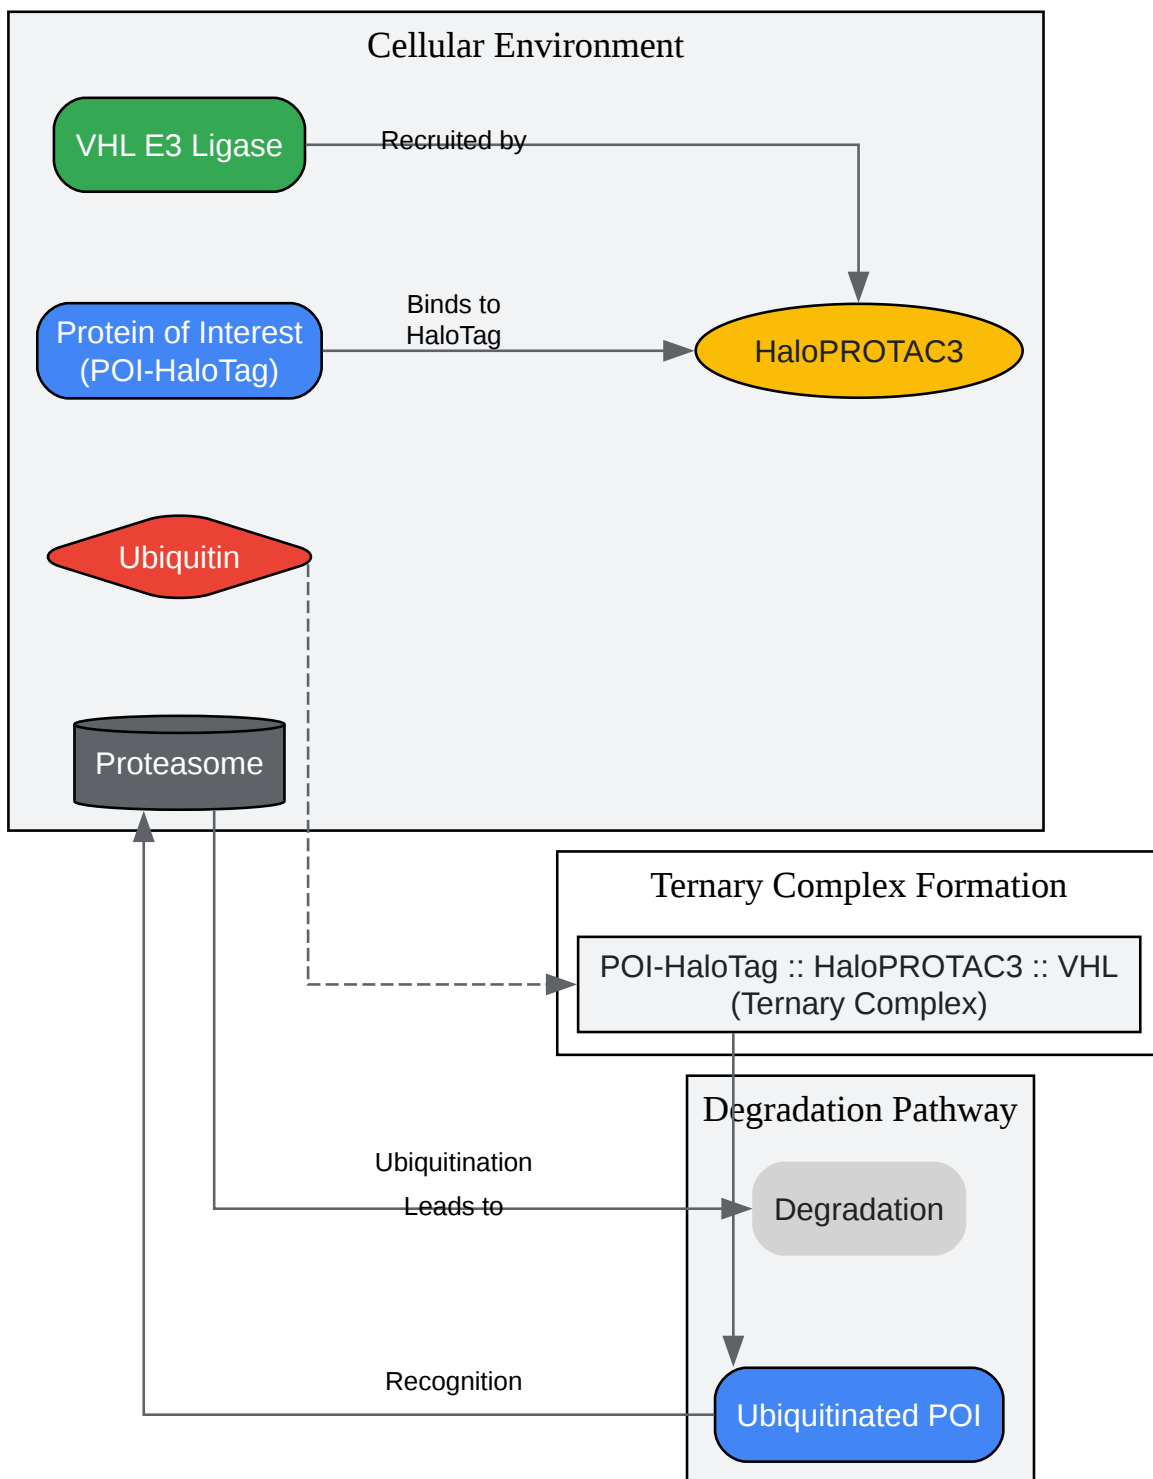 Cellular Environment
VHL E3 Ligase
Recruited by
Protein of Interest
(POI-HaloTag)
Binds to
HaloTag
HaloPROTAC3
Ubiquitin
Proteasome
Ternary Complex Formation
POI-HaloTag :: HaloPROTAC3 :: VHL
(Ternary Complex)
Degradation Pathway
Ubiquitination
Leads to
Degradation
Recognition
Ubiquitinated POI